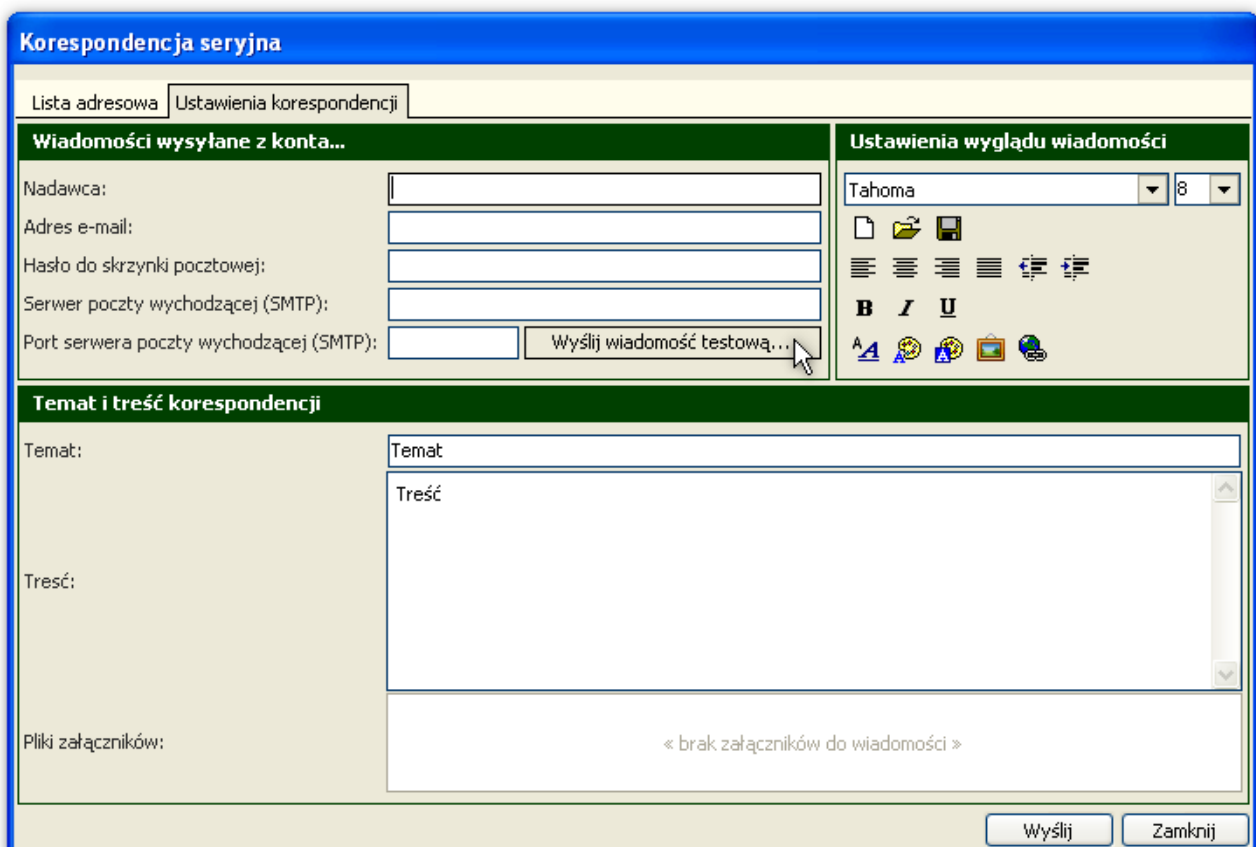 Korespondencja seryjna
Lista adresowa Ustawienia korespondencji
Wiadomości wysyłane z konta...
Nadawca:
Adres e-mail:
Hasło do skrzynki pocztowej:
Serwer poczty wychodzącej (SMTP):
Port serwera poczty wychodzącej (SMTP): Wyślij wiadomość testową...
Ustawienia wyglądu wiadomości
Tahoma 8
B I U
Temat i treść korespondencji
Temat: Temat
Treść
Tresć:
Pliki załączników: « brak załączników do wiadomości »
Wyślij Zamknij